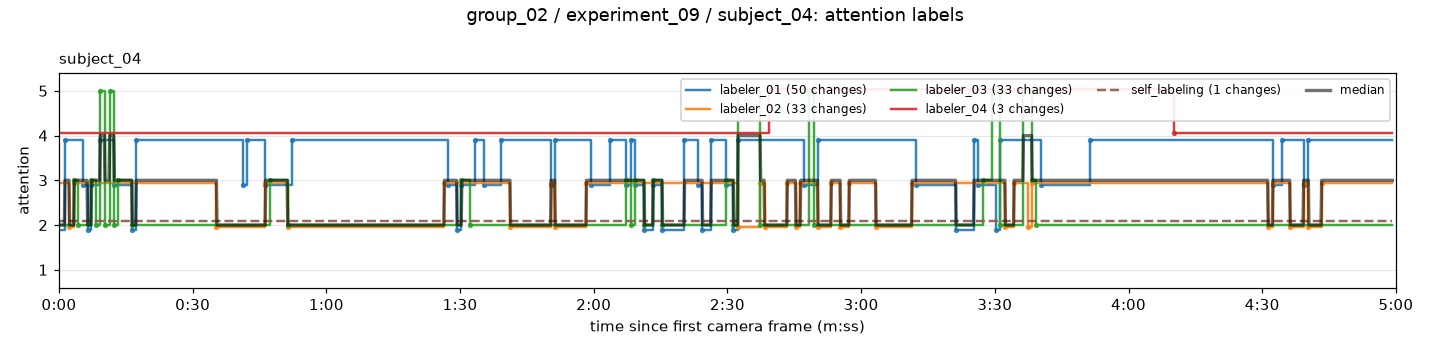 group_02 / experiment_09 / subject_04: attention labels
subject_04
labeler_01 (50 changes)
labeler_02 (33 changes)
labeler_03 (33 changes)
labeler_04 (3 changes)
self_labeling (1 changes)
median
attention
5
4
3
2
1
0:00 0:30 1:00 1:30 2:00 2:30 3:00 3:30 4:00 4:30 5:00
time since first camera frame (m:ss)